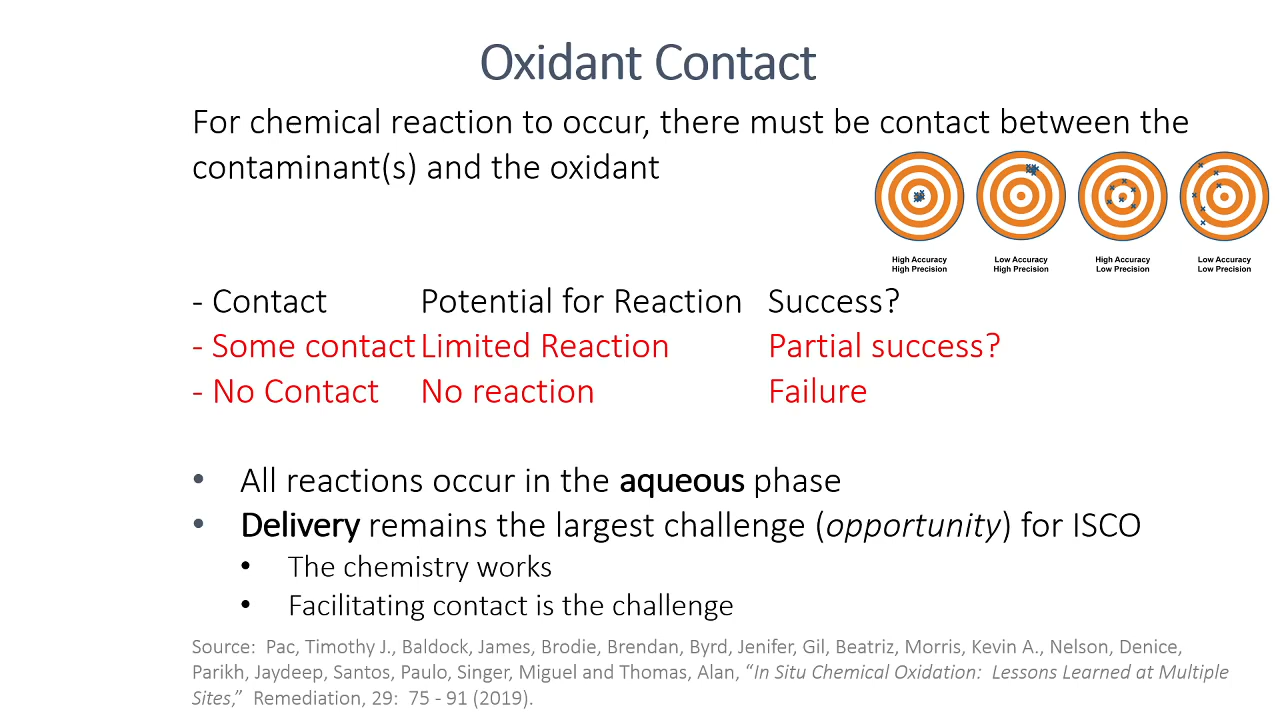 Oxidant Contact
For chemical reaction to occur, there must be contact between the
contaminant(s) and the oxidant
High Accuracy
High Precision
Low Accuracy
High Precision
High Accuracy
Low Precision
Low Accuracy
Low Precision
- Contact Potential for Reaction Success?
- Some contact Limited Reaction Partial success?
- No Contact No reaction Failure
• All reactions occur in the aqueous phase
• Delivery remains the largest challenge (opportunity) for ISCO
• The chemistry works
• Facilitating contact is the challenge
Source: Pac, Timothy J., Baldock, James, Brodie, Brendan, Byrd, Jenifer, Gil, Beatriz, Morris, Kevin A., Nelson, Denice,
Parikh, Jaydeep, Santos, Paulo, Singer, Miguel and Thomas, Alan, “In Situ Chemical Oxidation: Lessons Learned at Multiple
Sites,” Remediation, 29: 75 - 91 (2019).